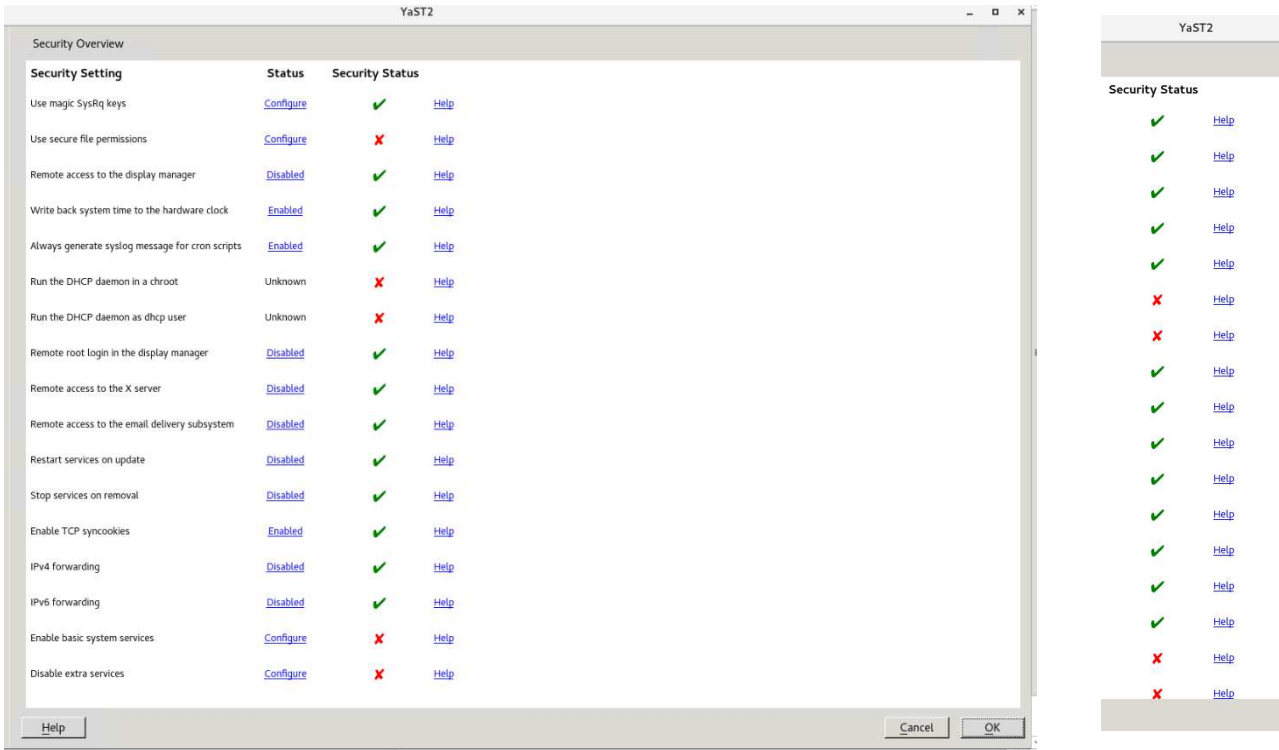 YaST2
Security Overview
Security Setting Status Security Status
Use magic SysRq keys Configure ✔ Help
Use secure file permissions Configure ✘ Help
Remote access to the display manager Disabled ✔ Help
Write back system time to the hardware clock Enabled ✔ Help
Always generate syslog message for cron scripts Enabled ✔ Help
Run the DHCP daemon in a chroot Unknown ✘ Help
Run the DHCP daemon as dhcp user Unknown ✘ Help
Remote root login in the display manager Disabled ✔ Help
Remote access to the X server Disabled ✔ Help
Remote access to the email delivery subsystem Disabled ✔ Help
Restart services on update Disabled ✔ Help
Stop services on removal Disabled ✔ Help
Enable TCP syncookies Enabled ✔ Help
IPv4 forwarding Disabled ✔ Help
IPv6 forwarding Disabled ✔ Help
Enable basic system services Configure ✘ Help
Disable extra services Configure ✘ Help
Help Cancel OK
YaST2
Security Status
✔ Help
✔ Help
✔ Help
✔ Help
✔ Help
✘ Help
✘ Help
✔ Help
✔ Help
✔ Help
✔ Help
✔ Help
✔ Help
✔ Help
✔ Help
✘ Help
✘ Help